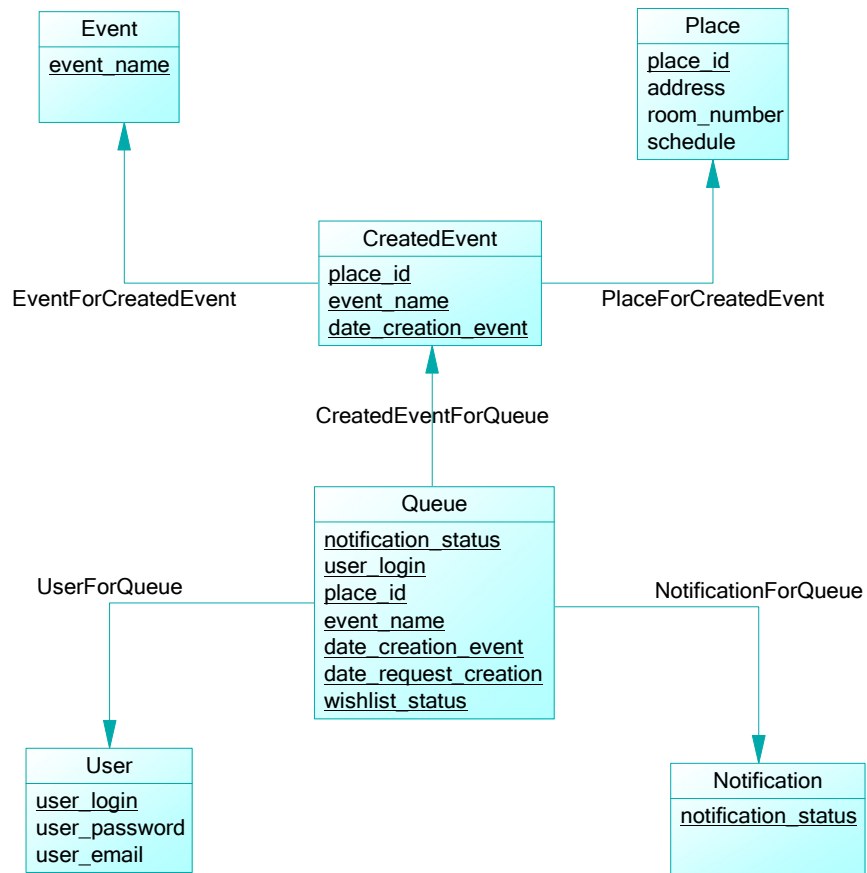 Event
event_name
Place
place_id
address
room_number
schedule
CreatedEvent
place_id
event_name
date_creation_event
EventForCreatedEvent
PlaceForCreatedEvent
CreatedEventForQueue
Queue
notification_status
user_login
place_id
event_name
date_creation_event
date_request_creation
wishlist_status
UserForQueue
NotificationForQueue
User
user_login
user_password
user_email
Notification
notification_status